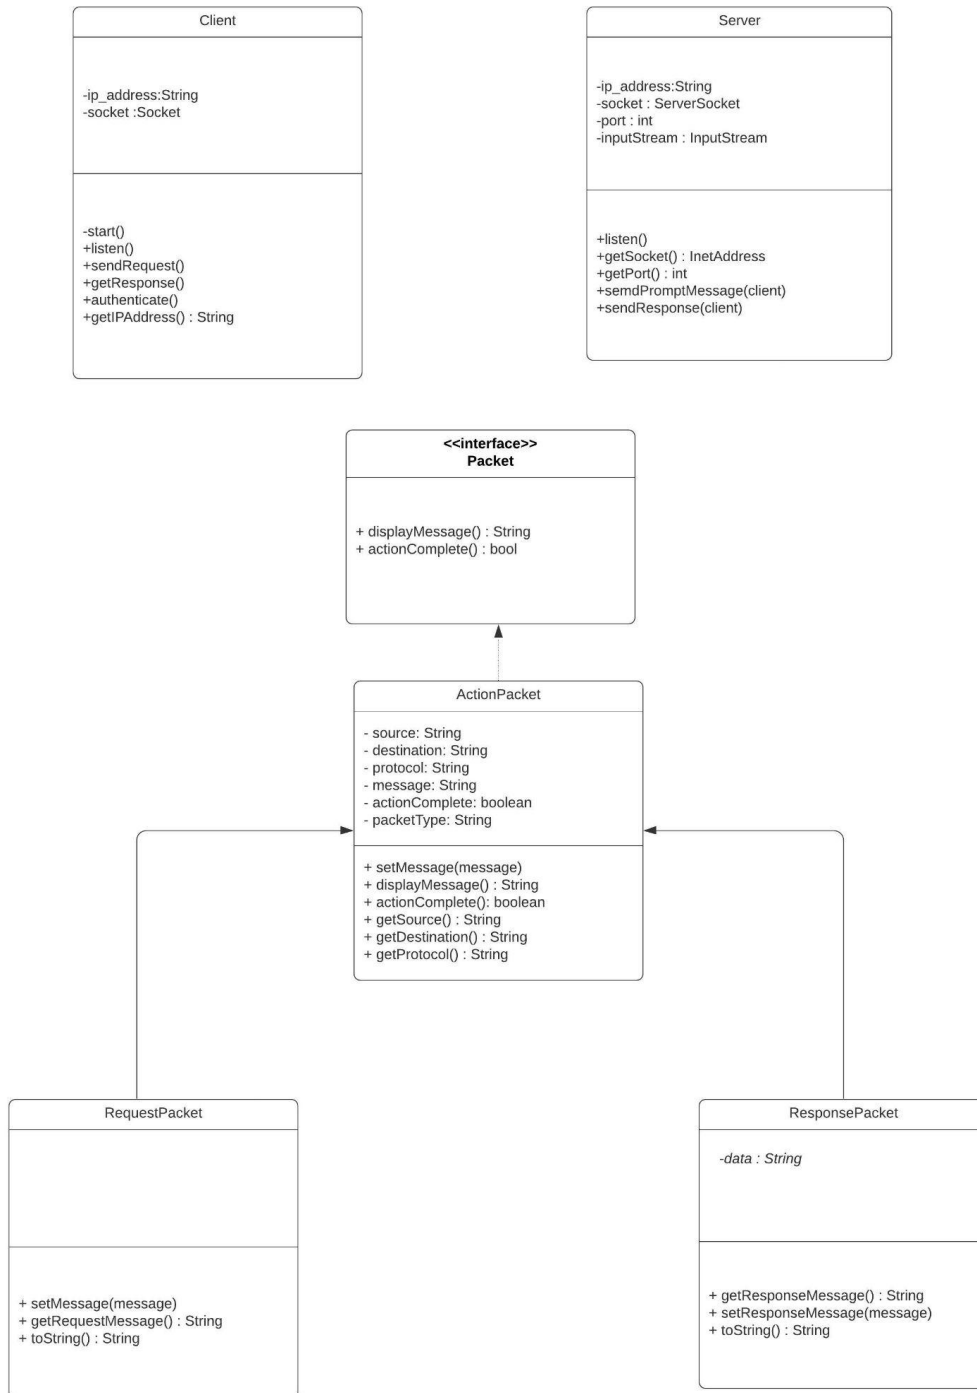 Client
-ip_address:String
-socket :Socket
-start()
+listen()
+sendRequest()
+getResponse()
+authenticate()
+getIPAddress() : String
Server
-ip_address:String
-socket : ServerSocket
-port : int
-inputStream : InputStream
+listen()
+getSocket() : InetAddress
+getPort() : int
+semdPromptMessage(client)
+sendResponse(client)
<<interface>>
Packet
+ displayMessage() : String
+ actionComplete() : bool
ActionPacket
- source: String
- destination: String
- protocol: String
- message: String
- actionComplete: boolean
- packetType: String
+ setMessage(message)
+ displayMessage() : String
+ actionComplete(): boolean
+ getSource() : String
+ getDestination() : String
+ getProtocol() : String
RequestPacket
+ setMessage(message)
+ getRequestMessage() : String
+ toString() : String
ResponsePacket
-data : String
+ getResponseMessage() : String
+ setResponseMessage(message)
+ toString() : String